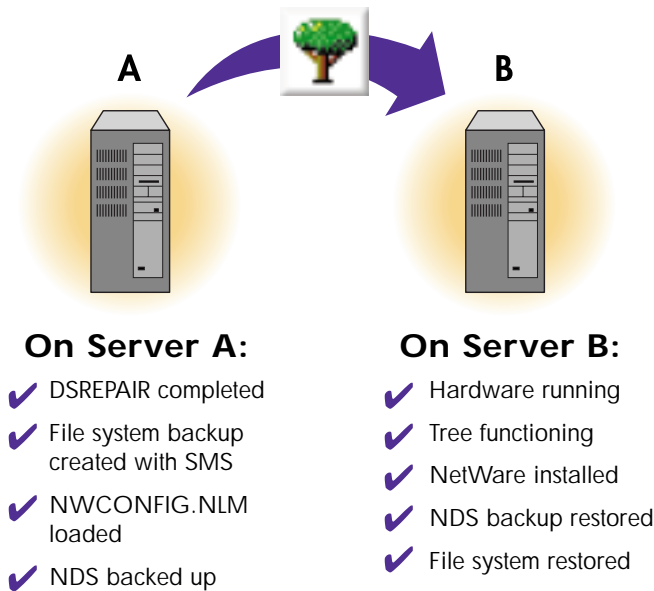 A
B
On Server A:
DSREPAIR completed
File system backup
created with SMS
NWCONFIG.NLM
loaded
NDS backed up
On Server B:
Hardware running
Tree functioning
NetWare installed
NDS backup restored
File system restored